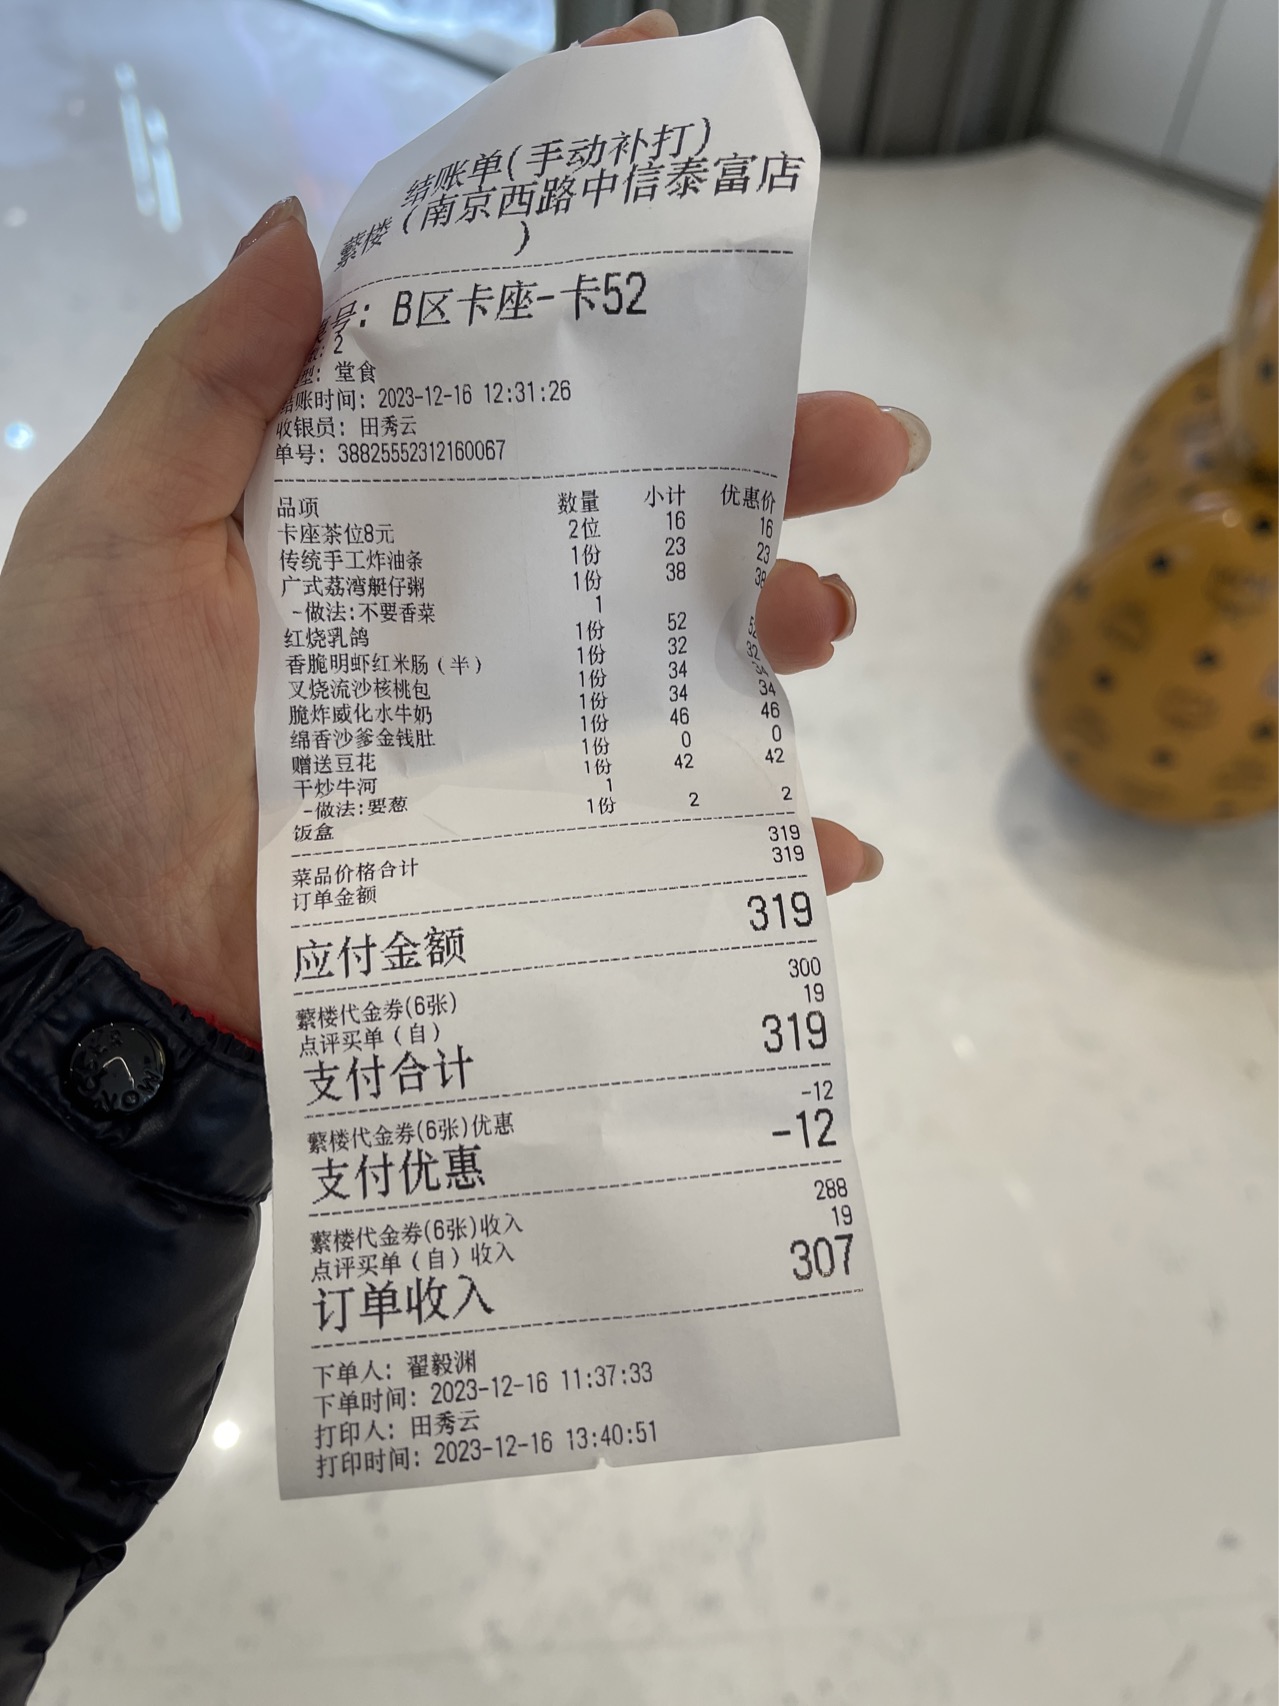 结账单(手动补打)
蘩楼(南京西路中信泰富店
)
号: B区卡座-卡52
: 2
型: 堂食
结账时间: 2023-12-16 12:31:26
收银员: 田秀云
单号: 38825552312160067
品项 数量 小计 优惠价
卡座茶位8元 2位 16 16
传统手工炸油条 1份 23 23
广式荔湾艇仔粥 1份 38 38
-做法:不要香菜 1
红烧乳鸽 1份 52 52
香脆明虾红米肠(半) 1份 32 32
叉烧流沙核桃包 1份 34 34
脆炸威化水牛奶 1份 34 34
绵香沙爹金钱肚 1份 46 46
赠送豆花 1份 0 0
干炒牛河 1份 42 42
-做法:要葱 1
饭盒 1份 2 2
菜品价格合计 319
订单金额 319
应付金额 319
蘩楼代金券(6张) 300
点评买单(自) 19
支付合计 319
蘩楼代金券(6张)优惠 -12
支付优惠 -12
蘩楼代金券(6张)收入 288
点评买单(自)收入 19
订单收入 307
下单人: 翟毅渊
下单时间: 2023-12-16 11:37:33
打印人: 田秀云
打印时间: 2023-12-16 13:40:51